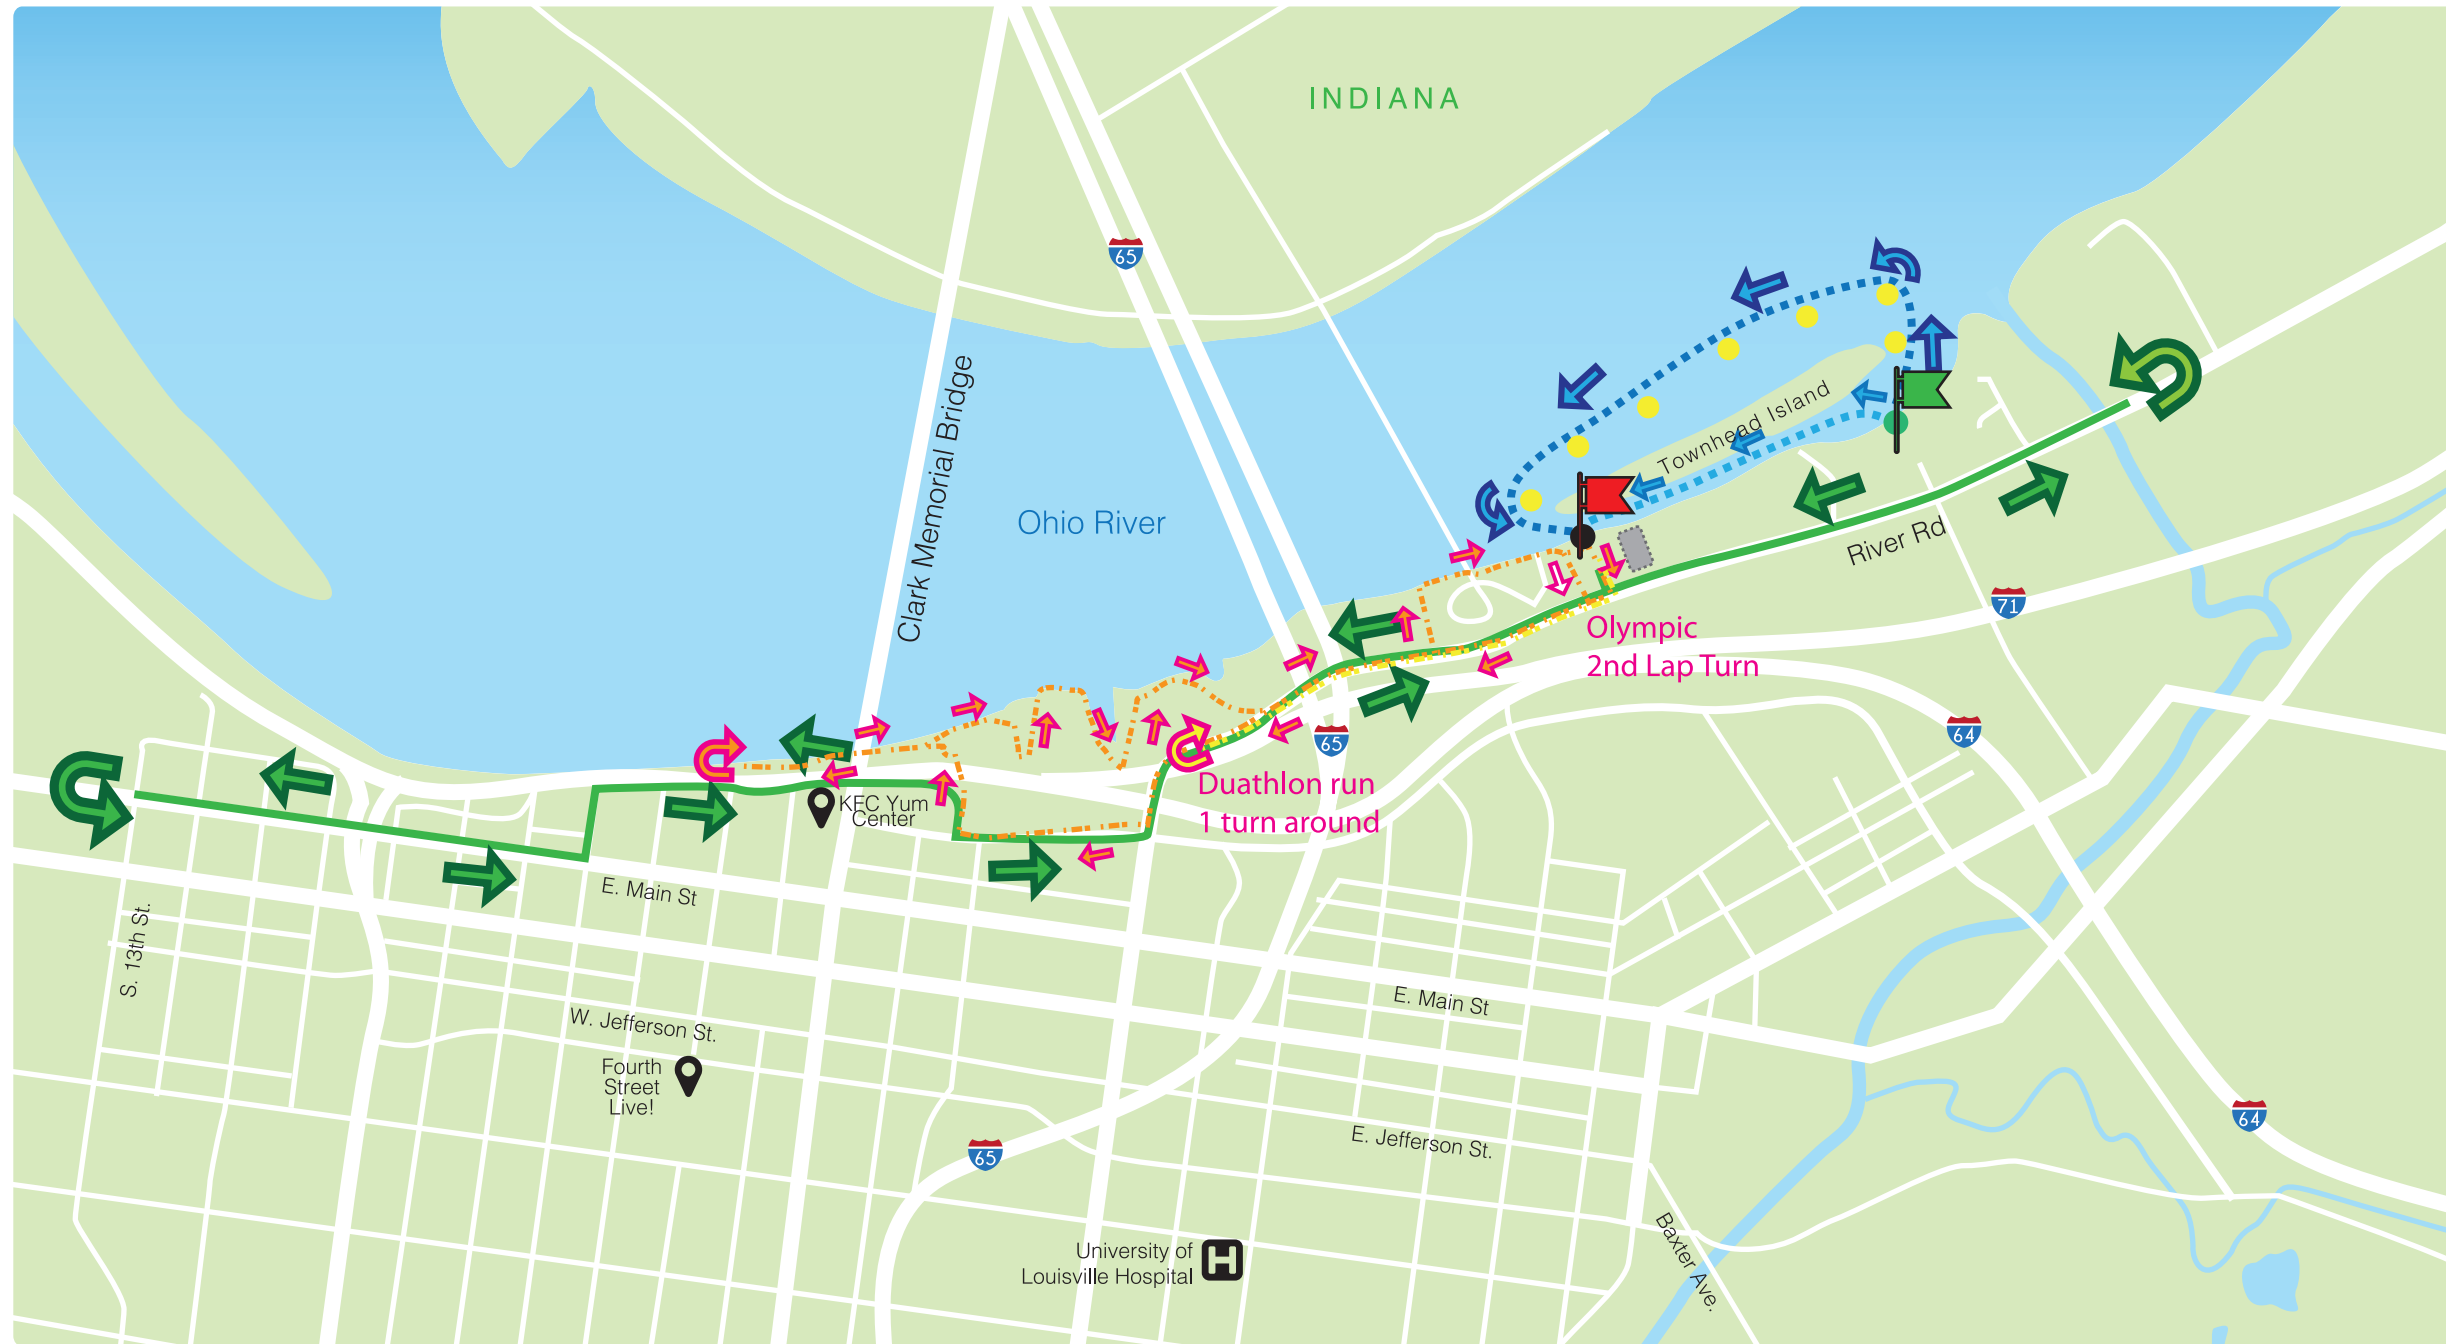 INDIANA
65
Clark Memorial Bridge
Ohio River
Townhead Island
River Rd
71
Olympic
2nd Lap Turn
64
65
Duathlon run
1 turn around
KFC Yum
Center
E. Main St
S. 13th St.
E. Main St
W. Jefferson St.
Fourth
Street
Live!
64
E. Jefferson St.
65
Baxter Ave.
University of
Louisville Hospital
H